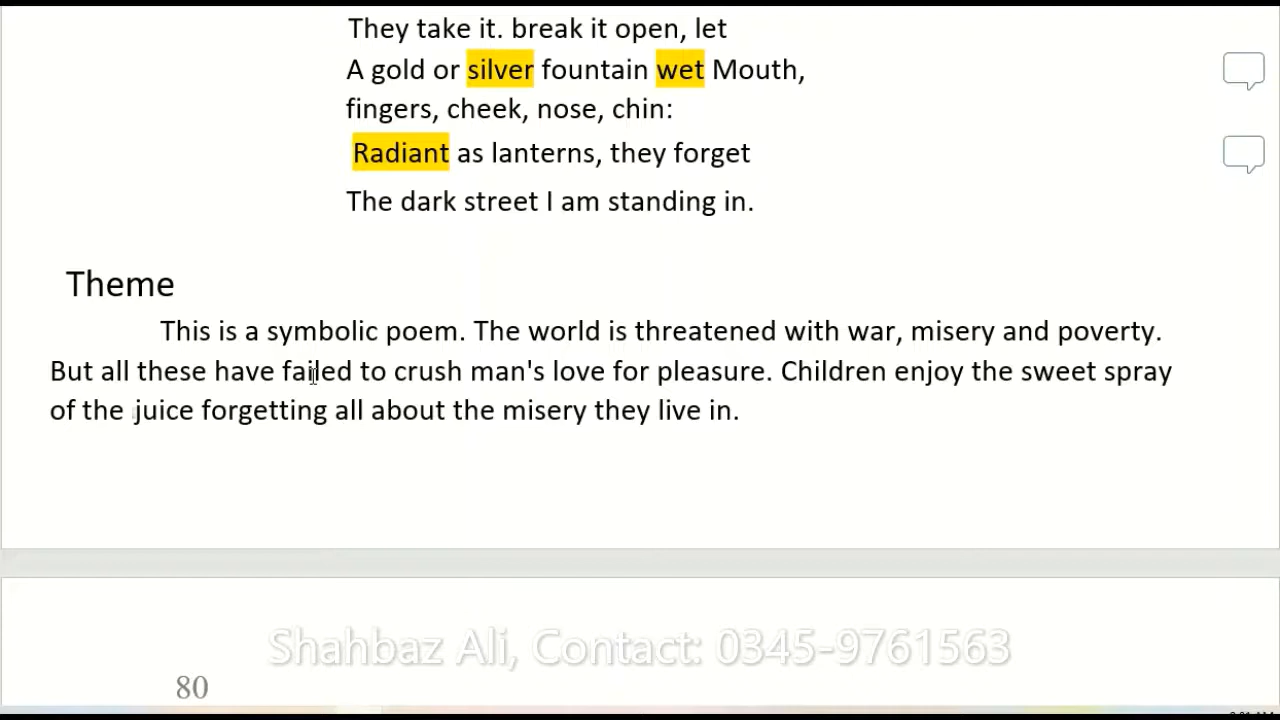 They take it. break it open, let
A gold or silver fountain wet Mouth,
fingers, cheek, nose, chin:
Radiant as lanterns, they forget
The dark street I am standing in.
Theme
This is a symbolic poem. The world is threatened with war, misery and poverty.
But all these have failed to crush man's love for pleasure. Children enjoy the sweet spray
of the juice forgetting all about the misery they live in.
Shahbaz Ali, Contact: 0345-9761563
80